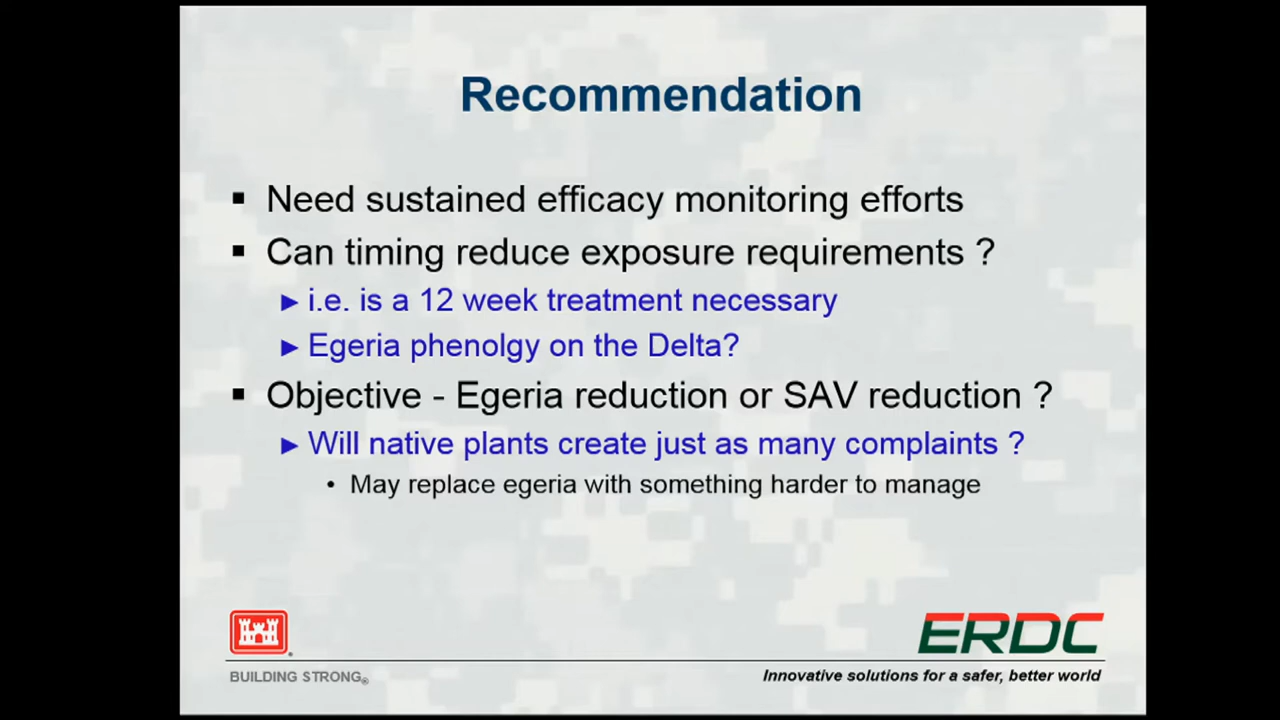 Recommendation
▪ Need sustained efficacy monitoring efforts
▪ Can timing reduce exposure requirements ?
► i.e. is a 12 week treatment necessary
► Egeria phenolgy on the Delta?
▪ Objective - Egeria reduction or SAV reduction ?
► Will native plants create just as many complaints ?
• May replace egeria with something harder to manage
ERDC
BUILDING STRONG®
Innovative solutions for a safer, better world